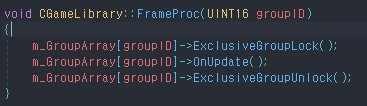 void CGameLibrary::FrameProc(UINT16 groupID)
{
    m_GroupArray[groupID]->ExclusiveGroupLock();
    m_GroupArray[groupID]->OnUpdate();
    m_GroupArray[groupID]->ExclusiveGroupUnlock();
}